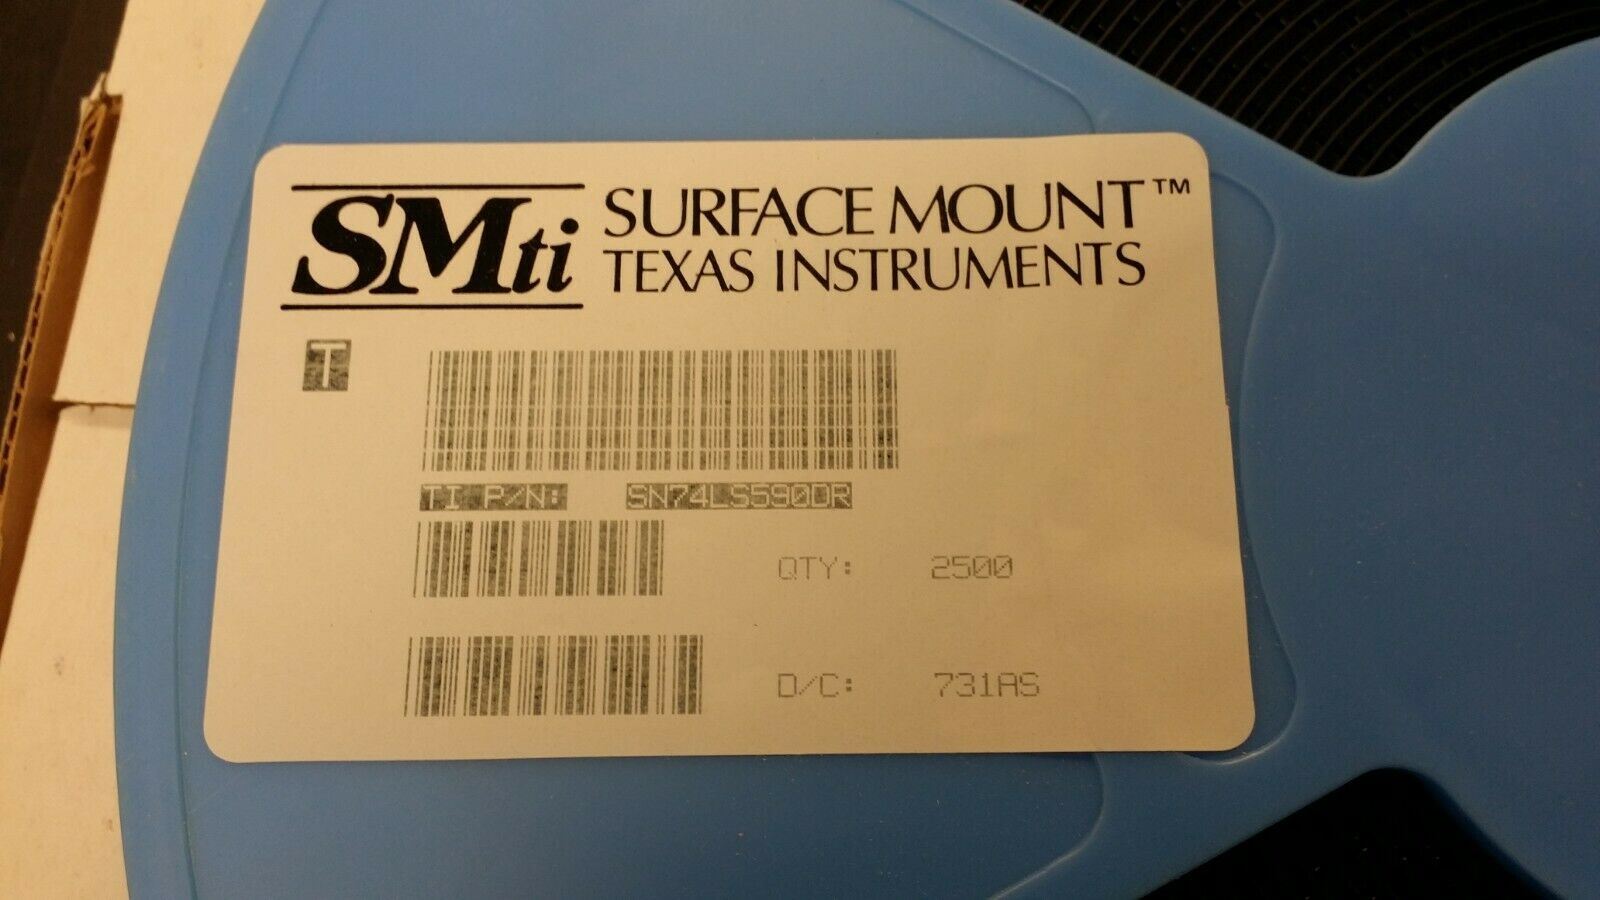 SMti SURFACE MOUNT™
TEXAS INSTRUMENTS
T
TI P/N: SN74LS590DR
QTY: 2500
D/C: 731AS